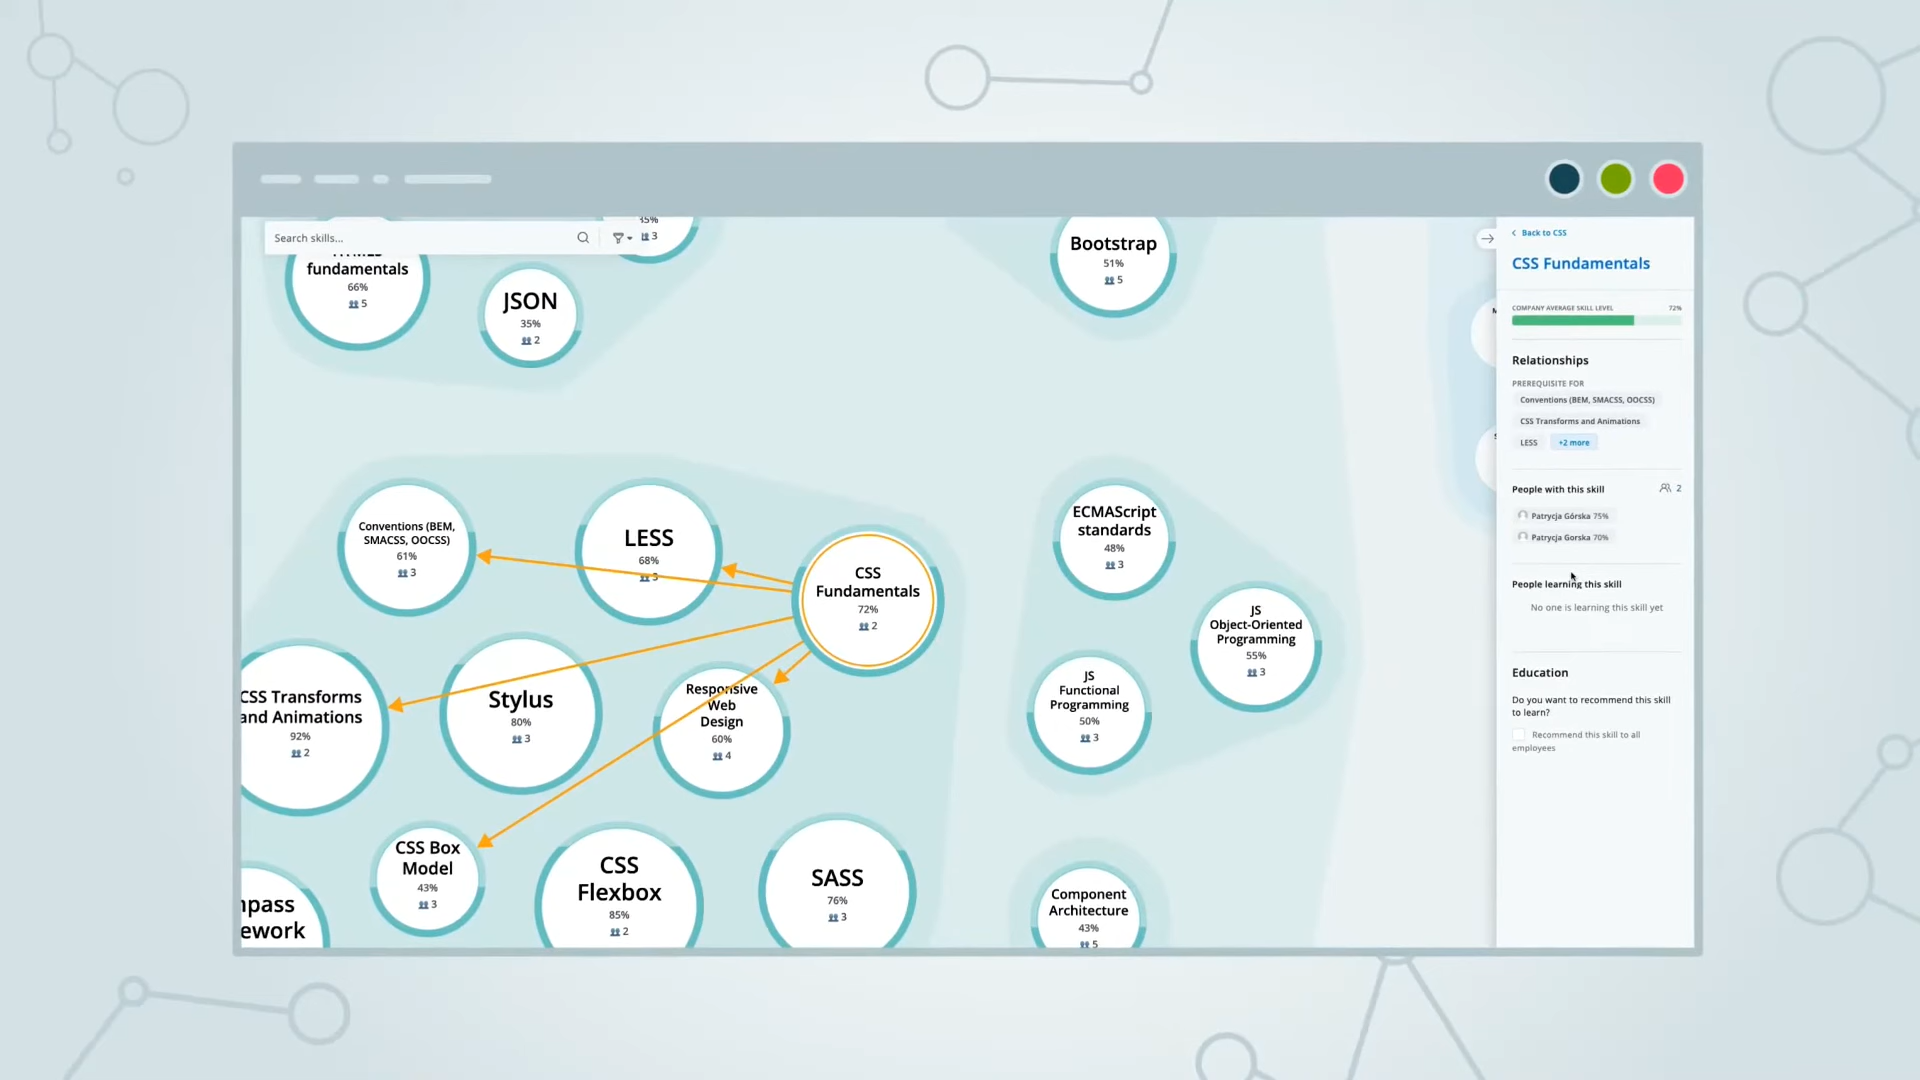 Search skills...
45%
3
HTML5
fundamentals
66%
5
JSON
35%
2
Bootstrap
51%
5
Conventions (BEM,
SMACSS, OOCSS)
61%
3
LESS
68%
3
CSS
Fundamentals
72%
2
ECMAScript
standards
48%
3
JS
Object-Oriented
Programming
55%
3
JS
Functional
Programming
50%
3
CSS Transforms
and Animations
92%
2
Stylus
80%
3
Responsive
Web
Design
60%
4
CSS Box
Model
43%
3
CSS
Flexbox
85%
2
SASS
76%
3
Component
Architecture
43%
5
mpass
ework
Back to CSS
CSS Fundamentals
COMPANY AVERAGE SKILL LEVEL 72%
Relationships
PREREQUISITE FOR
Conventions (BEM, SMACSS, OOCSS)
CSS Transforms and Animations
LESS +2 more
People with this skill 2
Patrycja Górska 75%
Patrycja Gorska 70%
People learning this skill
No one is learning this skill yet
Education
Do you want to recommend this skill
to learn?
Recommend this skill to all
employees